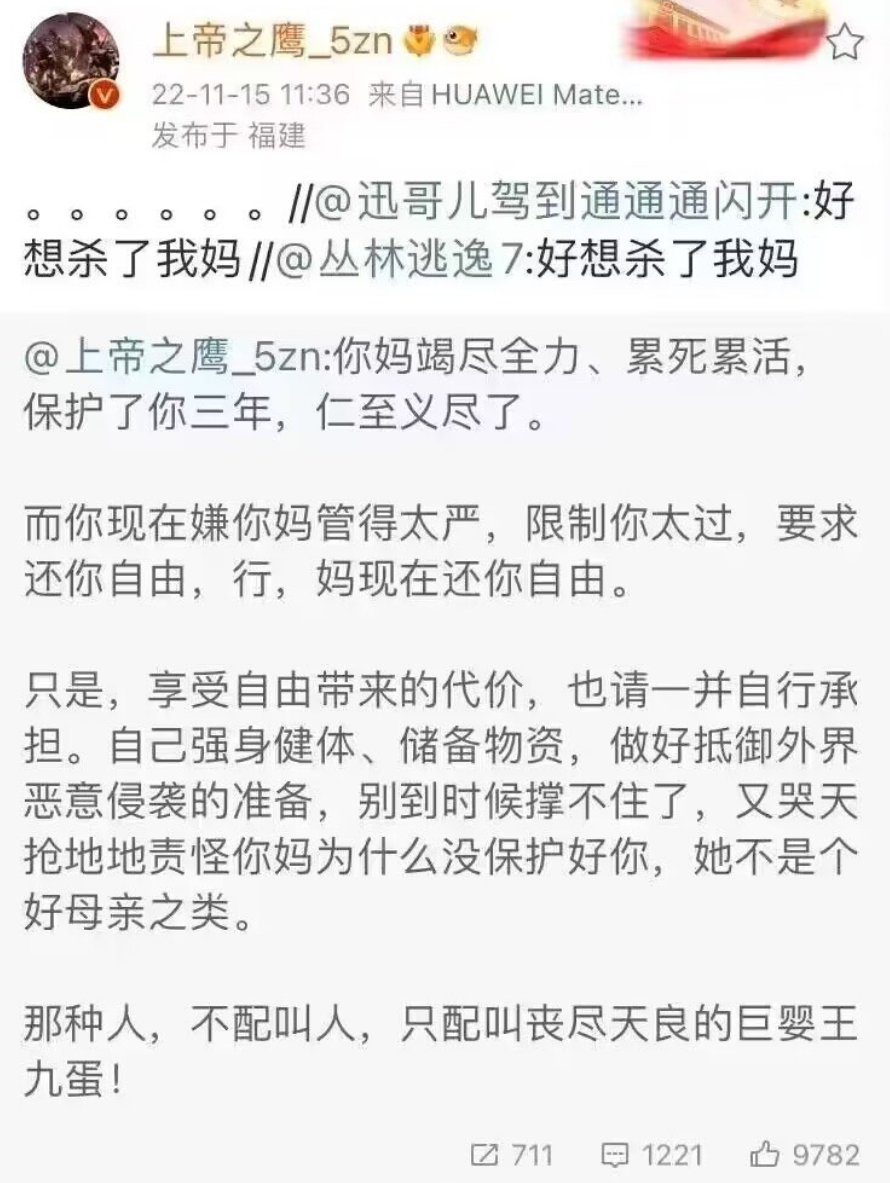 上帝之鹰_5zn
22-11-15 11:36 来自HUAWEI Mate...
发布于 福建
。。。。。。//@迅哥儿驾到通通通闪开:好
想杀了我妈//@丛林逃逸7:好想杀了我妈
@上帝之鹰_5zn:你妈竭尽全力、累死累活，
保护了你三年，仁至义尽了。
而你现在嫌你妈管得太严，限制你太过，要求
还你自由，行，妈现在还你自由。
只是，享受自由带来的代价，也请一并自行承
担。自己强身健体、储备物资，做好抵御外界
恶意侵袭的准备，别到时候撑不住了，又哭天
抢地地责怪你妈为什么没保护好你，她不是个
好母亲之类。
那种人，不配叫人，只配叫丧尽天良的巨婴王
九蛋！
711 1221 9782